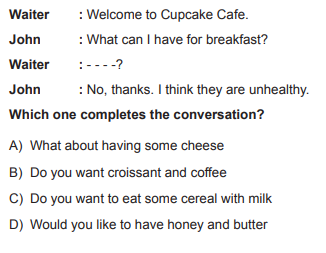 Waiter : Welcome to Cupcake Cafe.
John : What can I have for breakfast?
Waiter : - - - -?
John : No, thanks. I think they are unhealthy.
Which one completes the conversation?
A) What about having some cheese
B) Do you want croissant and coffee
C) Do you want to eat some cereal with milk
D) Would you like to have honey and butter